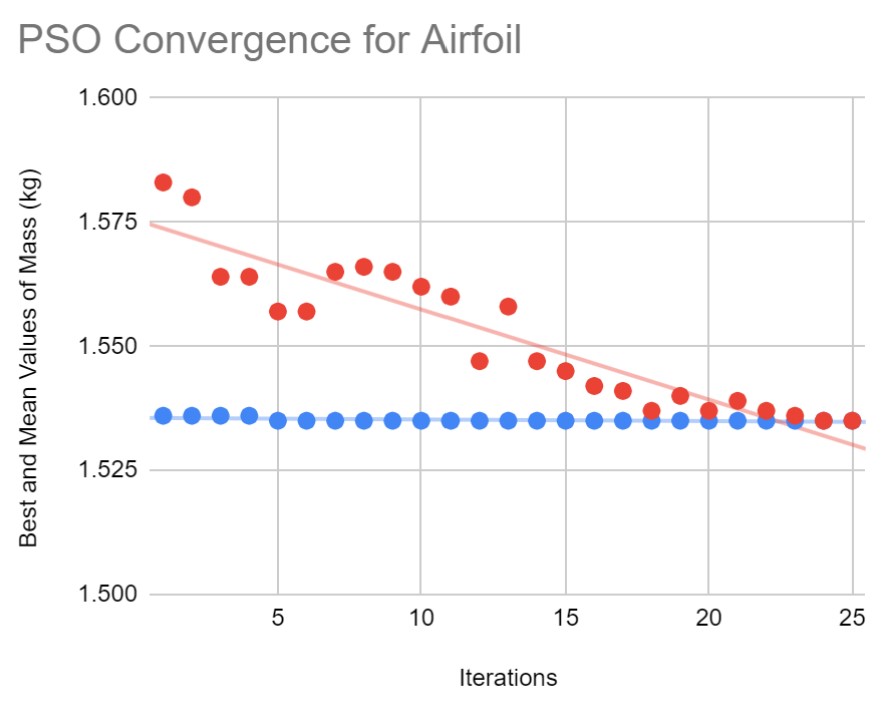 PSO Convergence for Airfoil
Best and Mean Values of Mass (kg)
1.600
1.575
1.550
1.525
1.500
5 10 15 20 25
Iterations